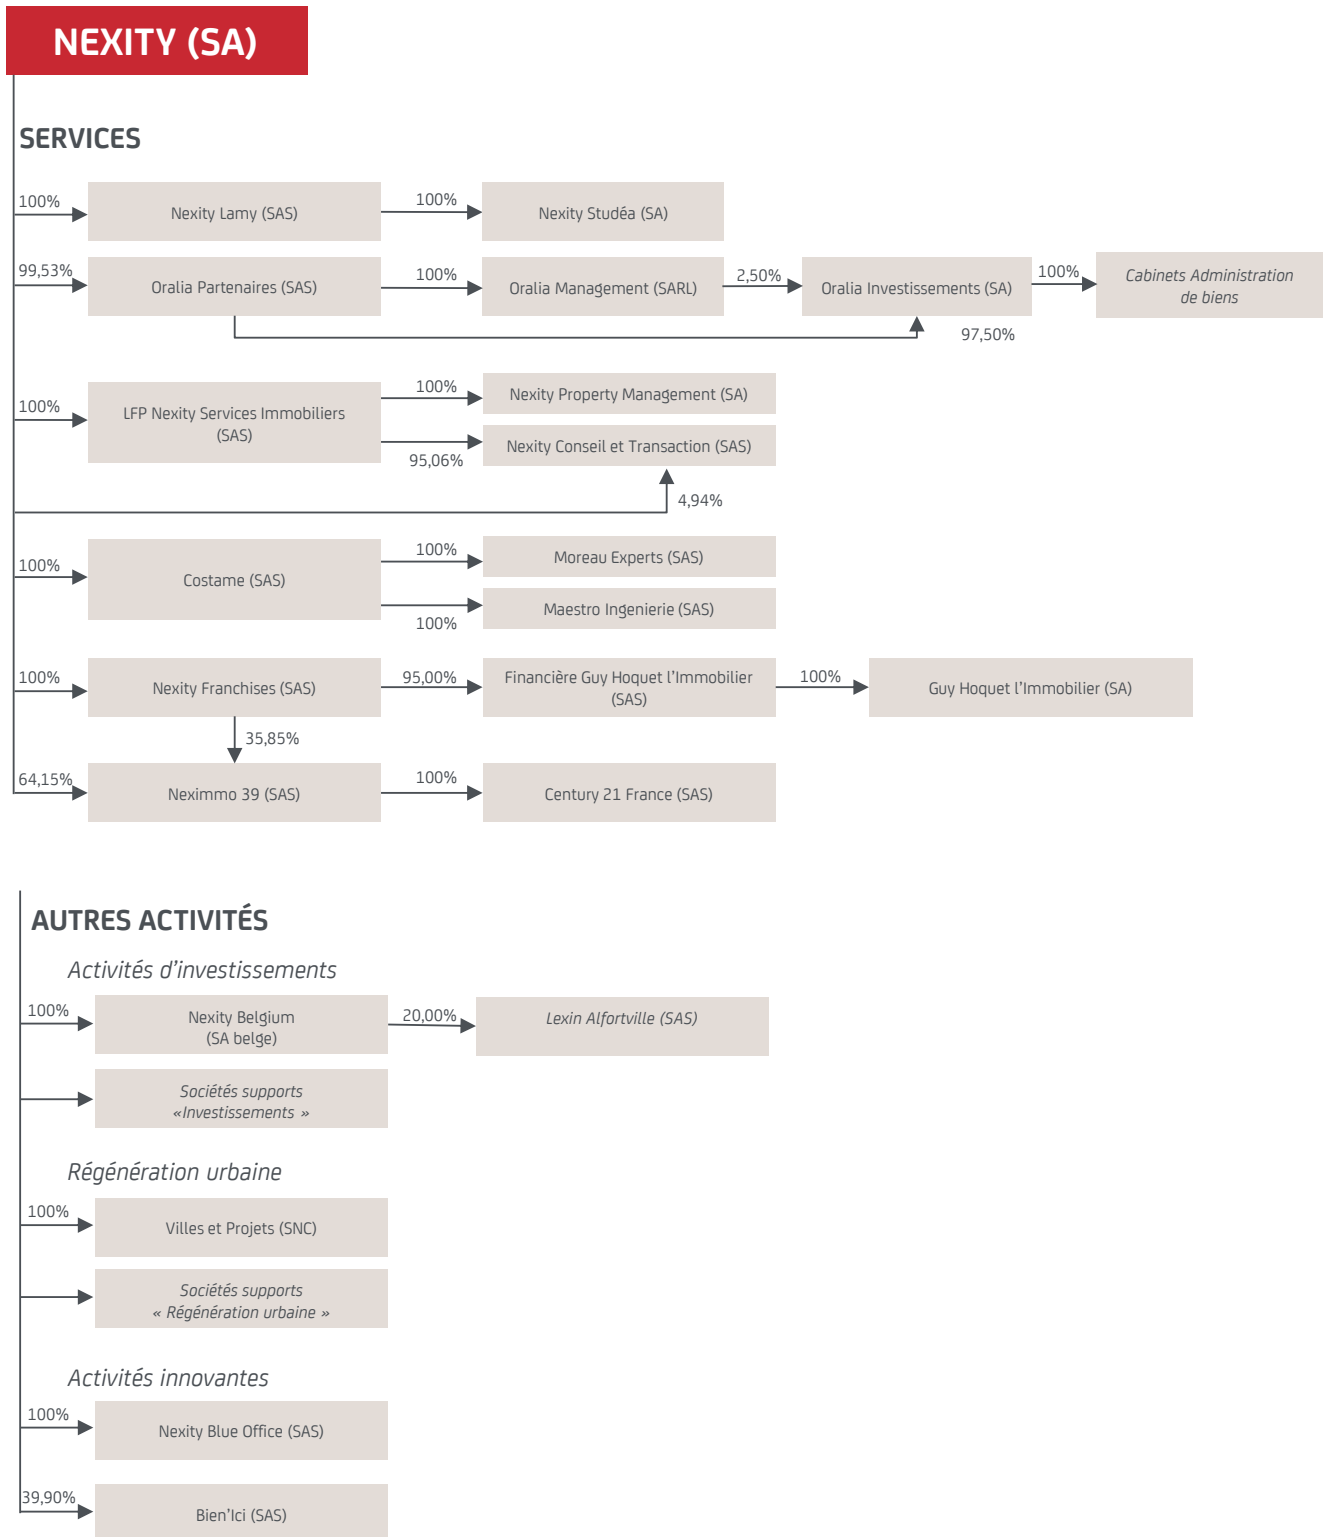 NEXITY (SA)
SERVICES
100%
Nexity Lamy (SAS)
100%
Nexity Studéa (SA)
99,53%
Oralia Partenaires (SAS)
100%
Oralia Management (SARL)
2,50%
Oralia Investissements (SA)
100%
Cabinets Administration
de biens
97,50%
100%
LFP Nexity Services Immobiliers
(SAS)
100%
Nexity Property Management (SA)
95,06%
Nexity Conseil et Transaction (SAS)
4,94%
100%
Costame (SAS)
100%
Moreau Experts (SAS)
100%
Maestro Ingenierie (SAS)
100%
Nexity Franchises (SAS)
95,00%
Financière Guy Hoquet l'Immobilier
(SAS)
100%
Guy Hoquet l'Immobilier (SA)
35,85%
64,15%
Neximmo 39 (SAS)
100%
Century 21 France (SAS)
AUTRES ACTIVITÉS
Activités d'investissements
100%
Nexity Belgium
(SA belge)
20,00%
Lexin Alfortville (SAS)
Sociétés supports
«Investissements »
Régénération urbaine
100%
Villes et Projets (SNC)
Sociétés supports
« Régénération urbaine »
Activités innovantes
100%
Nexity Blue Office (SAS)
39,90%
Bien'Ici (SAS)